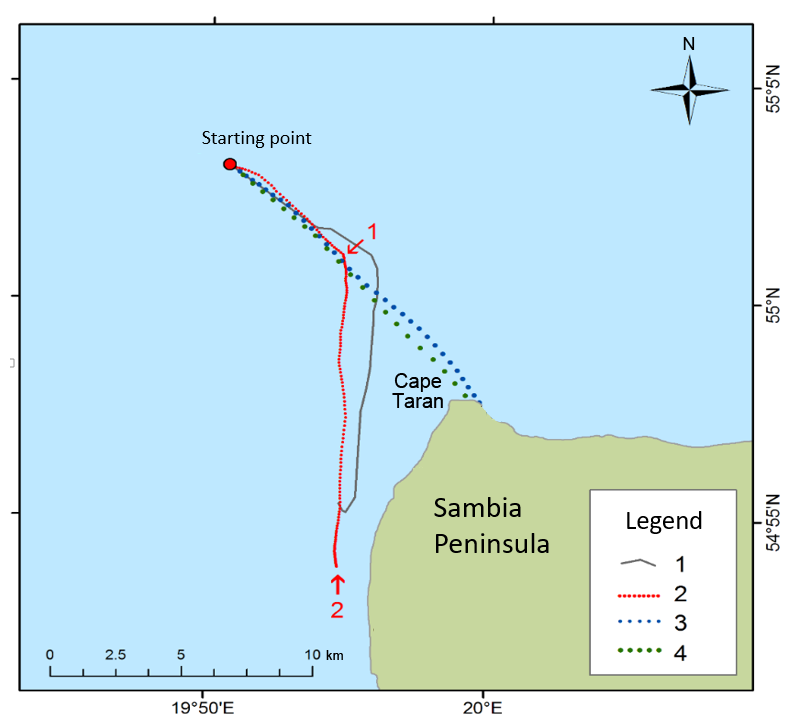 N
55°5'N
Starting point
1
55°N
Cape
Taran
Sambia
Peninsula
54°55'N
Legend
1
2
3
4
2
0 2.5 5 10 km
19°50'E 20°E